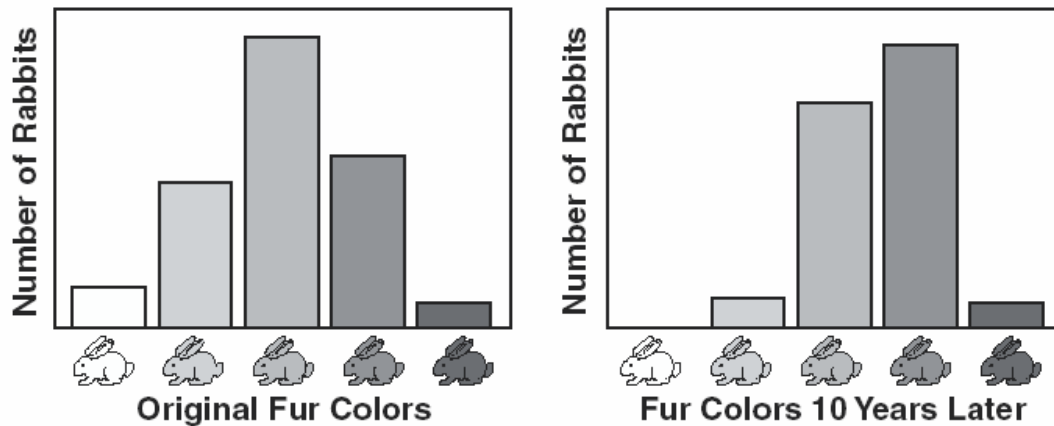 Number of Rabbits
Original Fur Colors
Number of Rabbits
Fur Colors 10 Years Later